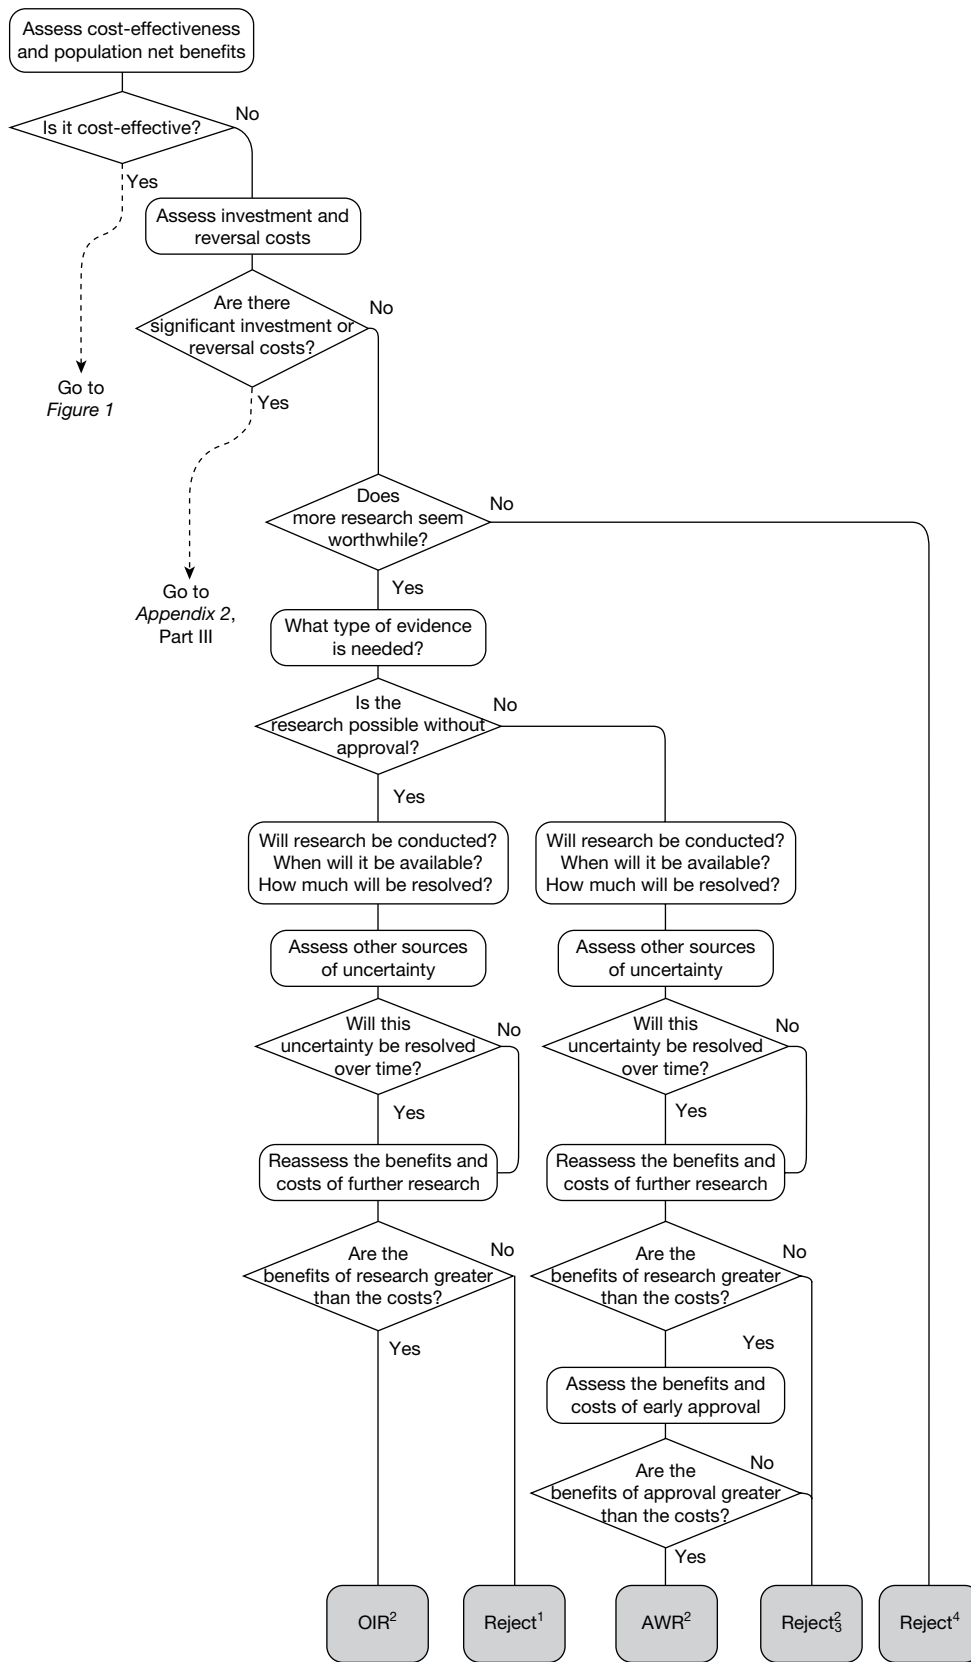 Assess cost-effectiveness
and population net benefits
Is it cost-effective?
No
Yes
Assess investment and
reversal costs
Are there
significant investment or
reversal costs?
No
Go to
Figure 1
Yes
Does
more research seem
worthwhile?
No
Go to
Appendix 2,
Part III
Yes
What type of evidence
is needed?
Is the
research possible without
approval?
No
Yes
Will research be conducted?
When will it be available?
How much will be resolved?
Will research be conducted?
When will it be available?
How much will be resolved?
Assess other sources
of uncertainty
Assess other sources
of uncertainty
Will this
uncertainty be resolved
over time?
No
Will this
uncertainty be resolved
over time?
No
Yes
Yes
Reassess the benefits and
costs of further research
Reassess the benefits and
costs of further research
Are the
benefits of research greater
than the costs?
No
Are the
benefits of research greater
than the costs?
No
Yes
Yes
Assess the benefits and
costs of early approval
Are the
benefits of approval greater
than the costs?
No
Yes
OIR²
Reject¹
AWR²
Reject²₃
Reject⁴